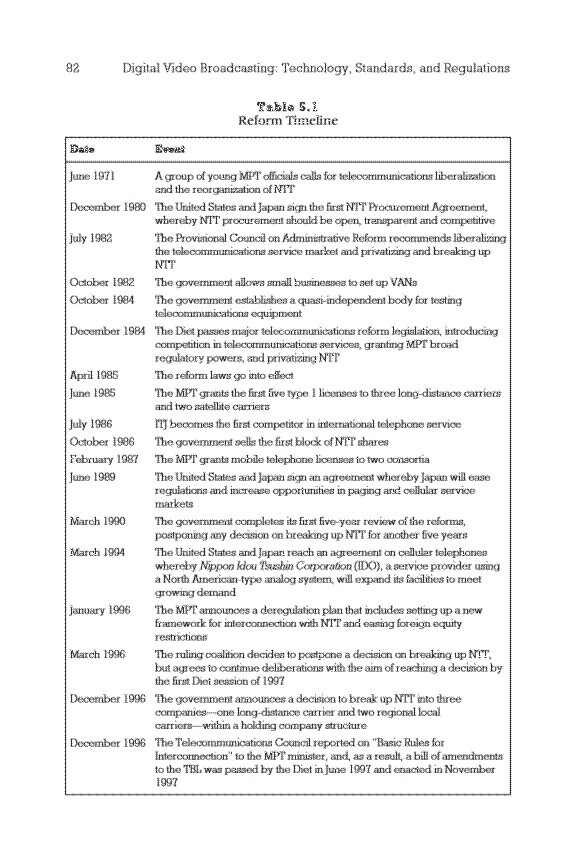 82 Digital Video Broadcasting: Technology, Standards, and Regulations
Table 5.1
Reform Timeline
Date Event
June 1971 A group of young MPT officials calls for telecommunications liberalization
and the reorganization of NTT
December 1980 The United States and Japan sign the first NTT Procurement Agreement,
whereby NTT procurement should be open, transparent and competitive
July 1982 The Provisional Council on Administrative Reform recommends liberalizing
the telecommunications service market and privatizing and breaking up
NTT
October 1982 The government allows small businesses to set up VANs
October 1984 The government establishes a quasi-independent body for testing
telecommunications equipment
December 1984 The Diet passes major telecommunications reform legislation, introducing
competition in telecommunications services, granting MPT broad
regulatory powers, and privatizing NTT
April 1985 The reform laws go into effect
June 1985 The MPT grants the first five type 1 licenses to three long-distance carriers
and two satellite carriers
July 1986 ITJ becomes the first competitor in international telephone service
October 1986 The government sells the first block of NTT shares
February 1987 The MPT grants mobile telephone licenses to two consortia
June 1989 The United States and Japan sign an agreement whereby Japan will ease
regulations and increase opportunities in paging and cellular service
markets
March 1990 The government completes its first five-year review of the reforms,
postponing any decision on breaking up NTT for another five years
March 1994 The United States and Japan reach an agreement on cellular telephones
whereby Nippon Idou Tsushin Corporation (IDO), a service provider using
a North American-type analog system, will expand its facilities to meet
growing demand
January 1996 The MPT announces a deregulation plan that includes setting up a new
framework for interconnection with NTT and easing foreign equity
restrictions
March 1996 The ruling coalition decides to postpone a decision on breaking up NTT,
but agrees to continue deliberations with the aim of reaching a decision by
the first Diet session of 1997
December 1996 The government announces a decision to break up NTT into three
companies—one long-distance carrier and two regional local
carriers—within a holding company structure
December 1996 The Telecommunications Council reported on "Basic Rules for
Interconnection" to the MPT minister, and, as a result, a bill of amendments
to the TBL was passed by the Diet in June 1997 and enacted in November
1997